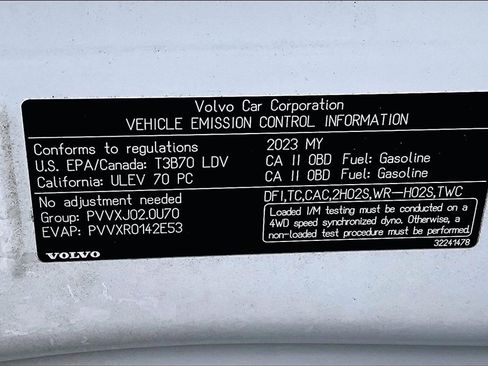 Volvo Car Corporation
VEHICLE EMISSION CONTROL INFORMATION
Conforms to regulations 2023 MY
U.S. EPA/Canada: T3B70 LDV CA II OBD Fuel: Gasoline
California: ULEV 70 PC CA II OBD Fuel: Gasoline
No adjustment needed
Group: PVVXJ02.0U70
EVAP: PVVXR0142E53
DFI,TC,CAC,2HO2S,WR-HO2S,TWC
Loaded I/M testing must be conducted on a
4WD speed synchronized dyno. Otherwise, a
non-loaded test procedure must be performed.
VOLVO
32241478